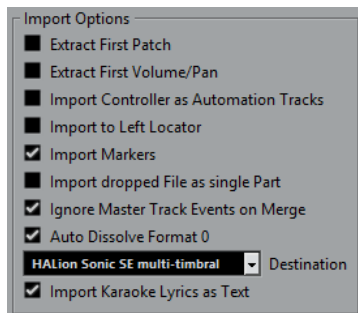 Import Options
Extract First Patch
Extract First Volume/Pan
Import Controller as Automation Tracks
Import to Left Locator
Import Markers
Import dropped File as single Part
Ignore Master Track Events on Merge
Auto Dissolve Format 0
HALion Sonic SE multi-timbral Destination
Import Karaoke Lyrics as Text